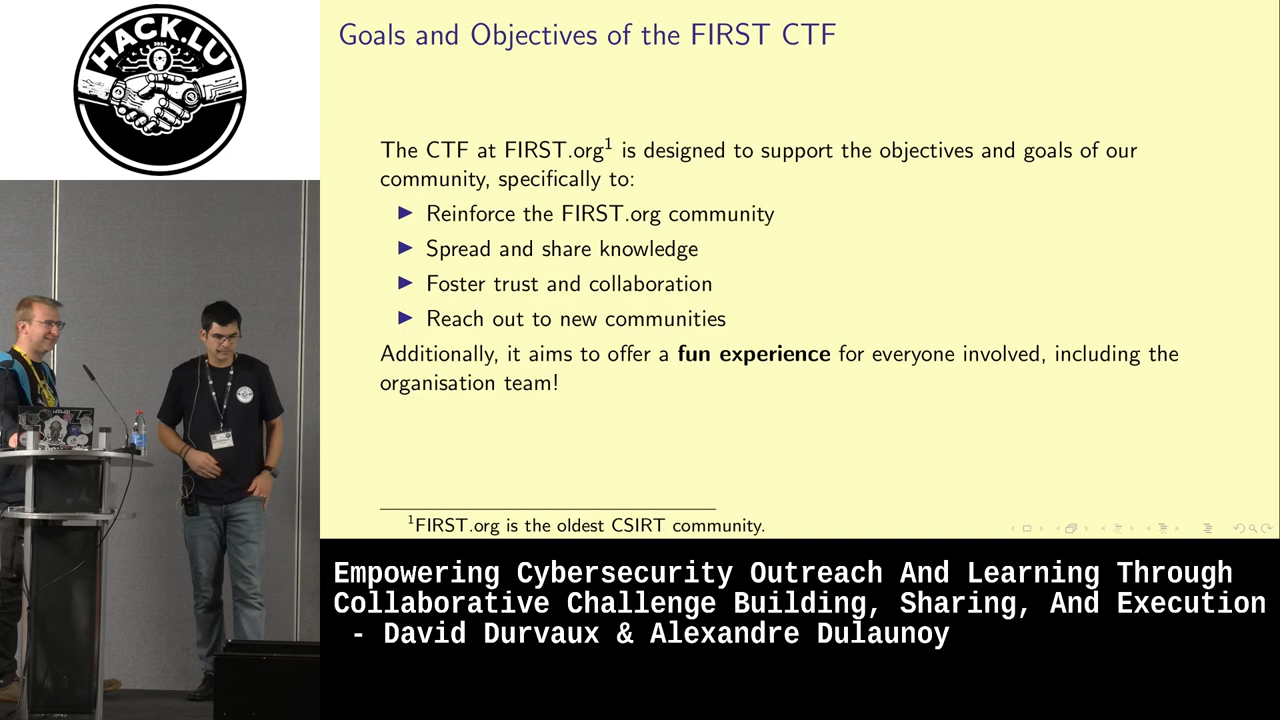 HACK.LU
2024
Goals and Objectives of the FIRST CTF
The CTF at FIRST.org1 is designed to support the objectives and goals of our
community, specifically to:
▶ Reinforce the FIRST.org community
▶ Spread and share knowledge
▶ Foster trust and collaboration
▶ Reach out to new communities
Additionally, it aims to offer a fun experience for everyone involved, including the
organisation team!
1FIRST.org is the oldest CSIRT community.
Empowering Cybersecurity Outreach And Learning Through
Collaborative Challenge Building, Sharing, And Execution
- David Durvaux & Alexandre Dulaunoy